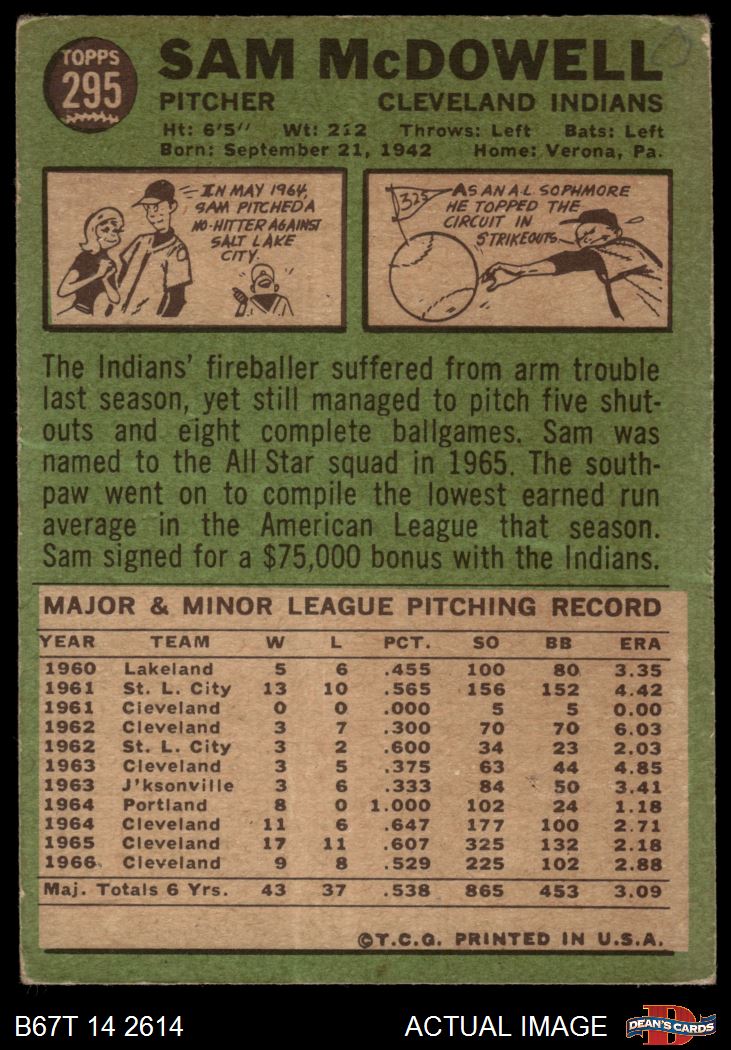 TOPPS
295
SAM McDOWELL
PITCHER CLEVELAND INDIANS
Ht: 6'5" Wt: 212 Throws: Left Bats: Left
Born: September 21, 1942 Home: Verona, Pa.
IN MAY 1964,
SAM PITCHED A
NO-HITTER AGAINST
SALT LAKE
CITY.
325
AS AN A.L. SOPHMORE
HE TOPPED THE
CIRCUIT IN
STRIKEOUTS.
The Indians' fireballer suffered from arm trouble
last season, yet still managed to pitch five shut-
outs and eight complete ballgames. Sam was
named to the All Star squad in 1965. The south-
paw went on to compile the lowest earned run
average in the American League that season.
Sam signed for a $75,000 bonus with the Indians.
MAJOR & MINOR LEAGUE PITCHING RECORD
YEAR TEAM W L PCT. SO BB ERA
1960 Lakeland 5 6 .455 100 80 3.35
1961 St. L. City 13 10 .565 156 152 4.42
1961 Cleveland 0 0 .000 5 5 0.00
1962 Cleveland 3 7 .300 70 70 6.03
1962 St. L. City 3 2 .600 34 23 2.03
1963 Cleveland 3 5 .375 63 44 4.85
1963 J'ksonville 3 6 .333 84 50 3.41
1964 Portland 8 0 1.000 102 24 1.18
1964 Cleveland 11 6 .647 177 100 2.71
1965 Cleveland 17 11 .607 325 132 2.18
1966 Cleveland 9 8 .529 225 102 2.88
Maj. Totals 6 Yrs. 43 37 .538 865 453 3.09
©T.C.G. PRINTED IN U.S.A.
B67T 14 2614 ACTUAL IMAGE
D
DEAN'S CARDS